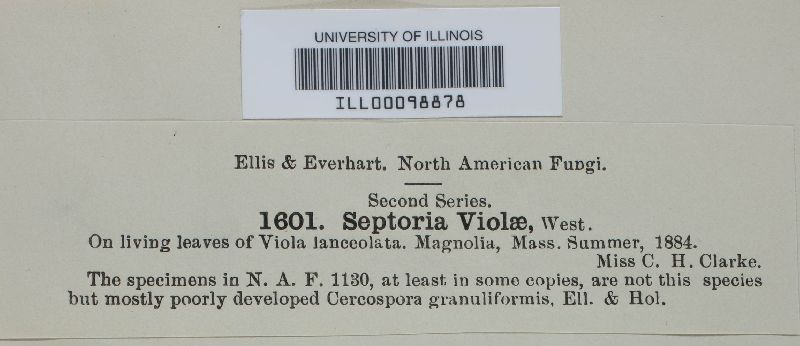 UNIVERSITY OF ILLINOIS
ILL00098878
Ellis & Everhart. North American Fungi.
Second Series.
1601. Septoria Violæ, West.
On living leaves of Viola lanceolata. Magnolia, Mass. Summer, 1884.
Miss C. H. Clarke.
The specimens in N. A. F. 1130, at least in some copies, are not this species
but mostly poorly developed Cercospora granuliformis, Ell. & Hol.